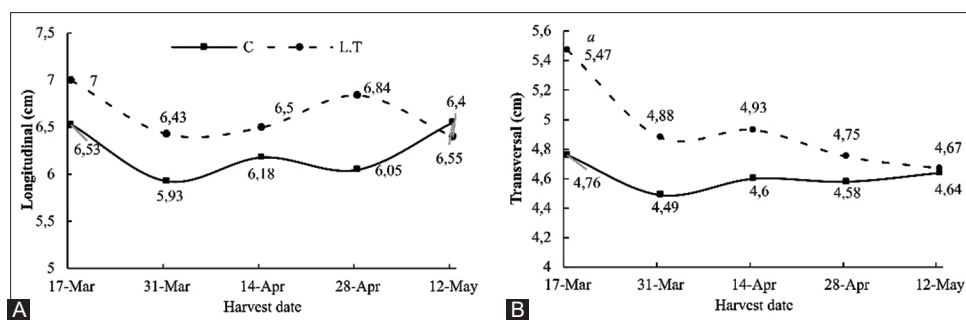 7,5
C
L.T
7
7
6,84
6,4
6,43
6,5
6,5
6,53
6,55
6
5,93
6,18
6,05
5,5
5
Longitudinal (cm)
17-Mar
31-Mar
14-Apr
28-Apr
12-May
Harvest date
A
5,6
a
5,47
5,4
5,2
5
4,88
4,93
4,75
4,8
4,67
4,76
4,6
4,6
4,58
4,64
4,49
4,4
4,2
4
Transversal (cm)
17-Mar
31-Mar
14-Apr
28-Apr
12-May
Harvest date
B